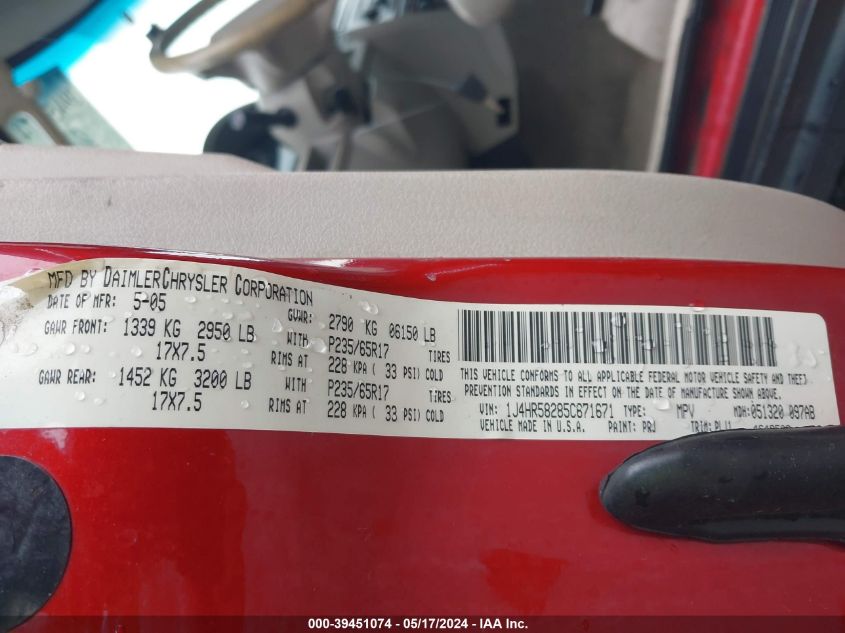 MFD BY DAIMLERCHRYSLER CORPORATION
DATE OF MFR: 5-05 GVWR: 2790 KG 06150 LB
GAWR FRONT: 1339 KG 2950 LB WITH P235/65R17 TIRES
17X7.5 RIMS AT 228 KPA ( 33 PSI) COLD
GAWR REAR: 1452 KG 3200 LB WITH P235/65R17 TIRES
17X7.5 RIMS AT 228 KPA ( 33 PSI) COLD
THIS VEHICLE CONFORMS TO ALL APPLICABLE FEDERAL MOTOR VEHICLE SAFETY AND THEFT
PREVENTION STANDARDS IN EFFECT ON THE DATE OF MANUFACTURE SHOWN ABOVE.
VIN: 1J4HR58285C671671 TYPE: MPV MDH: 051320 097AB
VEHICLE MADE IN U.S.A. PAINT: PRJ TRIM:
000-39451074 - 05/17/2024 - IAA Inc.